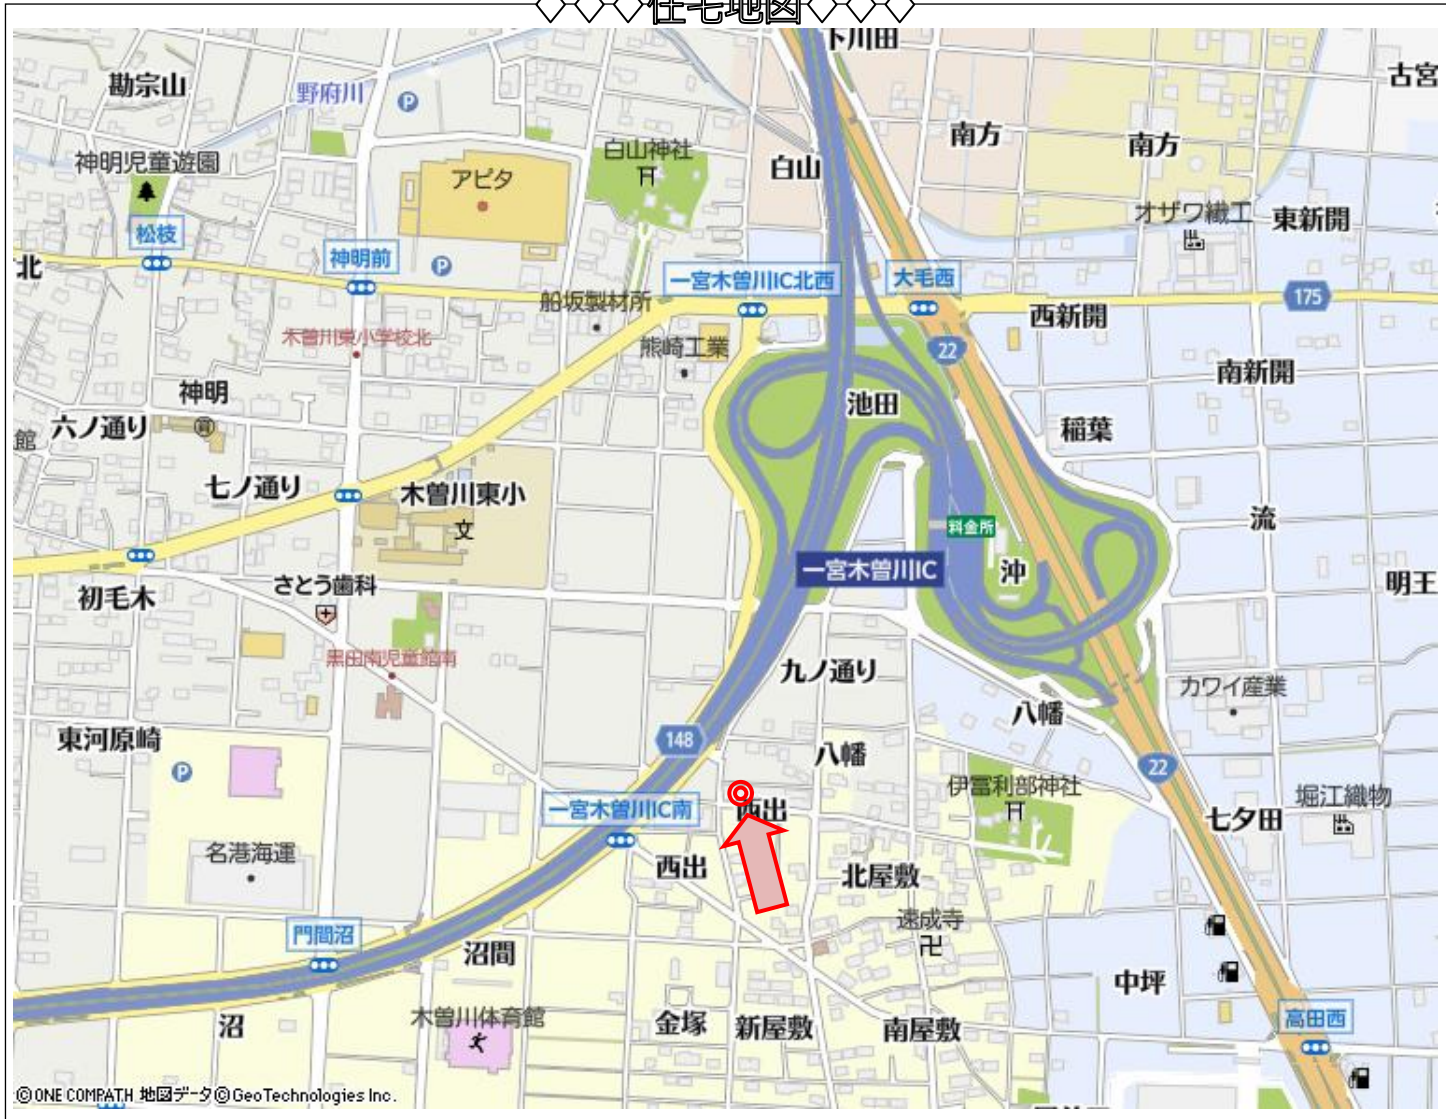 ◇◇◇住宅地図◇◇◇
下川田
勘宗山
野府川
P
古宮
南方
南方
白山神社
白山
神明児童遊園
アピタ
オザワ繊工
東新開
松枝
神明前
P
北
一宮木曽川IC北西
大毛西
175
船坂製材所
西新開
木曽川東小学校北
熊崎工業
22
南新開
神明
池田
六ノ通り
館
稲葉
七ノ通り
木曽川東小
文
流
料金所
一宮木曽川IC
沖
さとう歯科
初毛木
明王
黒田南児童館南
九ノ通り
カワイ産業
八幡
東河原崎
148
八幡
22
P
伊冨利部神社
堀江織物
一宮木曽川IC南
西出
七夕田
名港海運
西出
北屋敷
速成寺
門間沼
沼間
中坪
木曽川体育館
沼
金塚
新屋敷
南屋敷
高田西
©ONE COMPATH 地図データ©GeoTechnologies Inc.